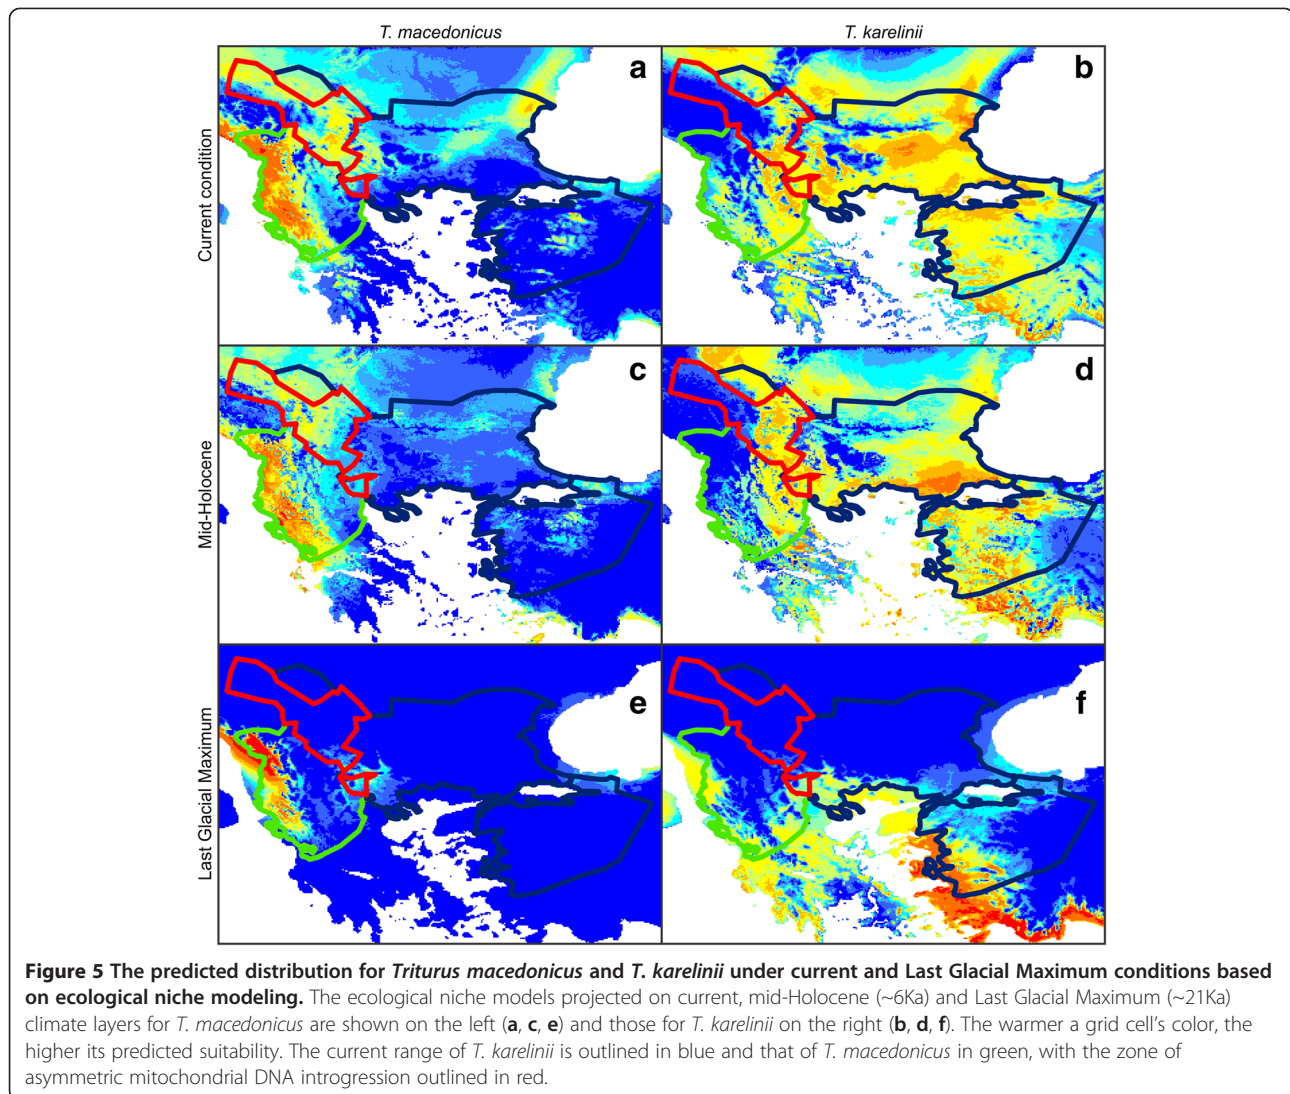 T. macedonicus
T. karelinii
Current condition
a
b
Mid-Holocene
c
d
Last Glacial Maximum
e
f
Figure 5 The predicted distribution for Triturus macedonicus and T. karelinii under current and Last Glacial Maximum conditions based
on ecological niche modeling. The ecological niche models projected on current, mid-Holocene (~6Ka) and Last Glacial Maximum (~21Ka)
climate layers for T. macedonicus are shown on the left (a, c, e) and those for T. karelinii on the right (b, d, f). The warmer a grid cell's color, the
higher its predicted suitability. The current range of T. karelinii is outlined in blue and that of T. macedonicus in green, with the zone of
asymmetric mitochondrial DNA introgression outlined in red.